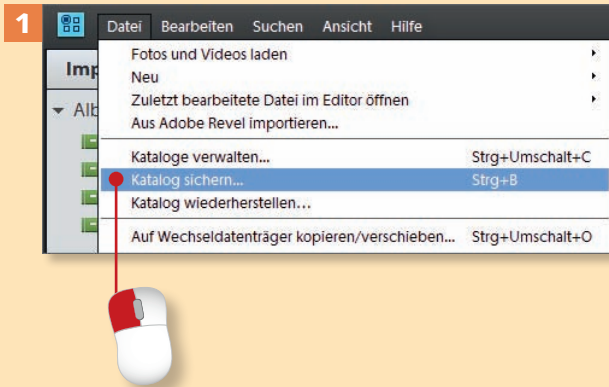 1
Datei Bearbeiten Suchen Ansicht Hilfe
Imp
Fotos und Videos laden
Neu
Alb
Zuletzt bearbeitete Datei im Editor öffnen
Aus Adobe Revel importieren...
Kataloge verwalten... Strg+Umschalt+C
Katalog sichern... Strg+B
Katalog wiederherstellen...
Auf Wechseldatenträger kopieren/verschieben... Strg+Umschalt+O